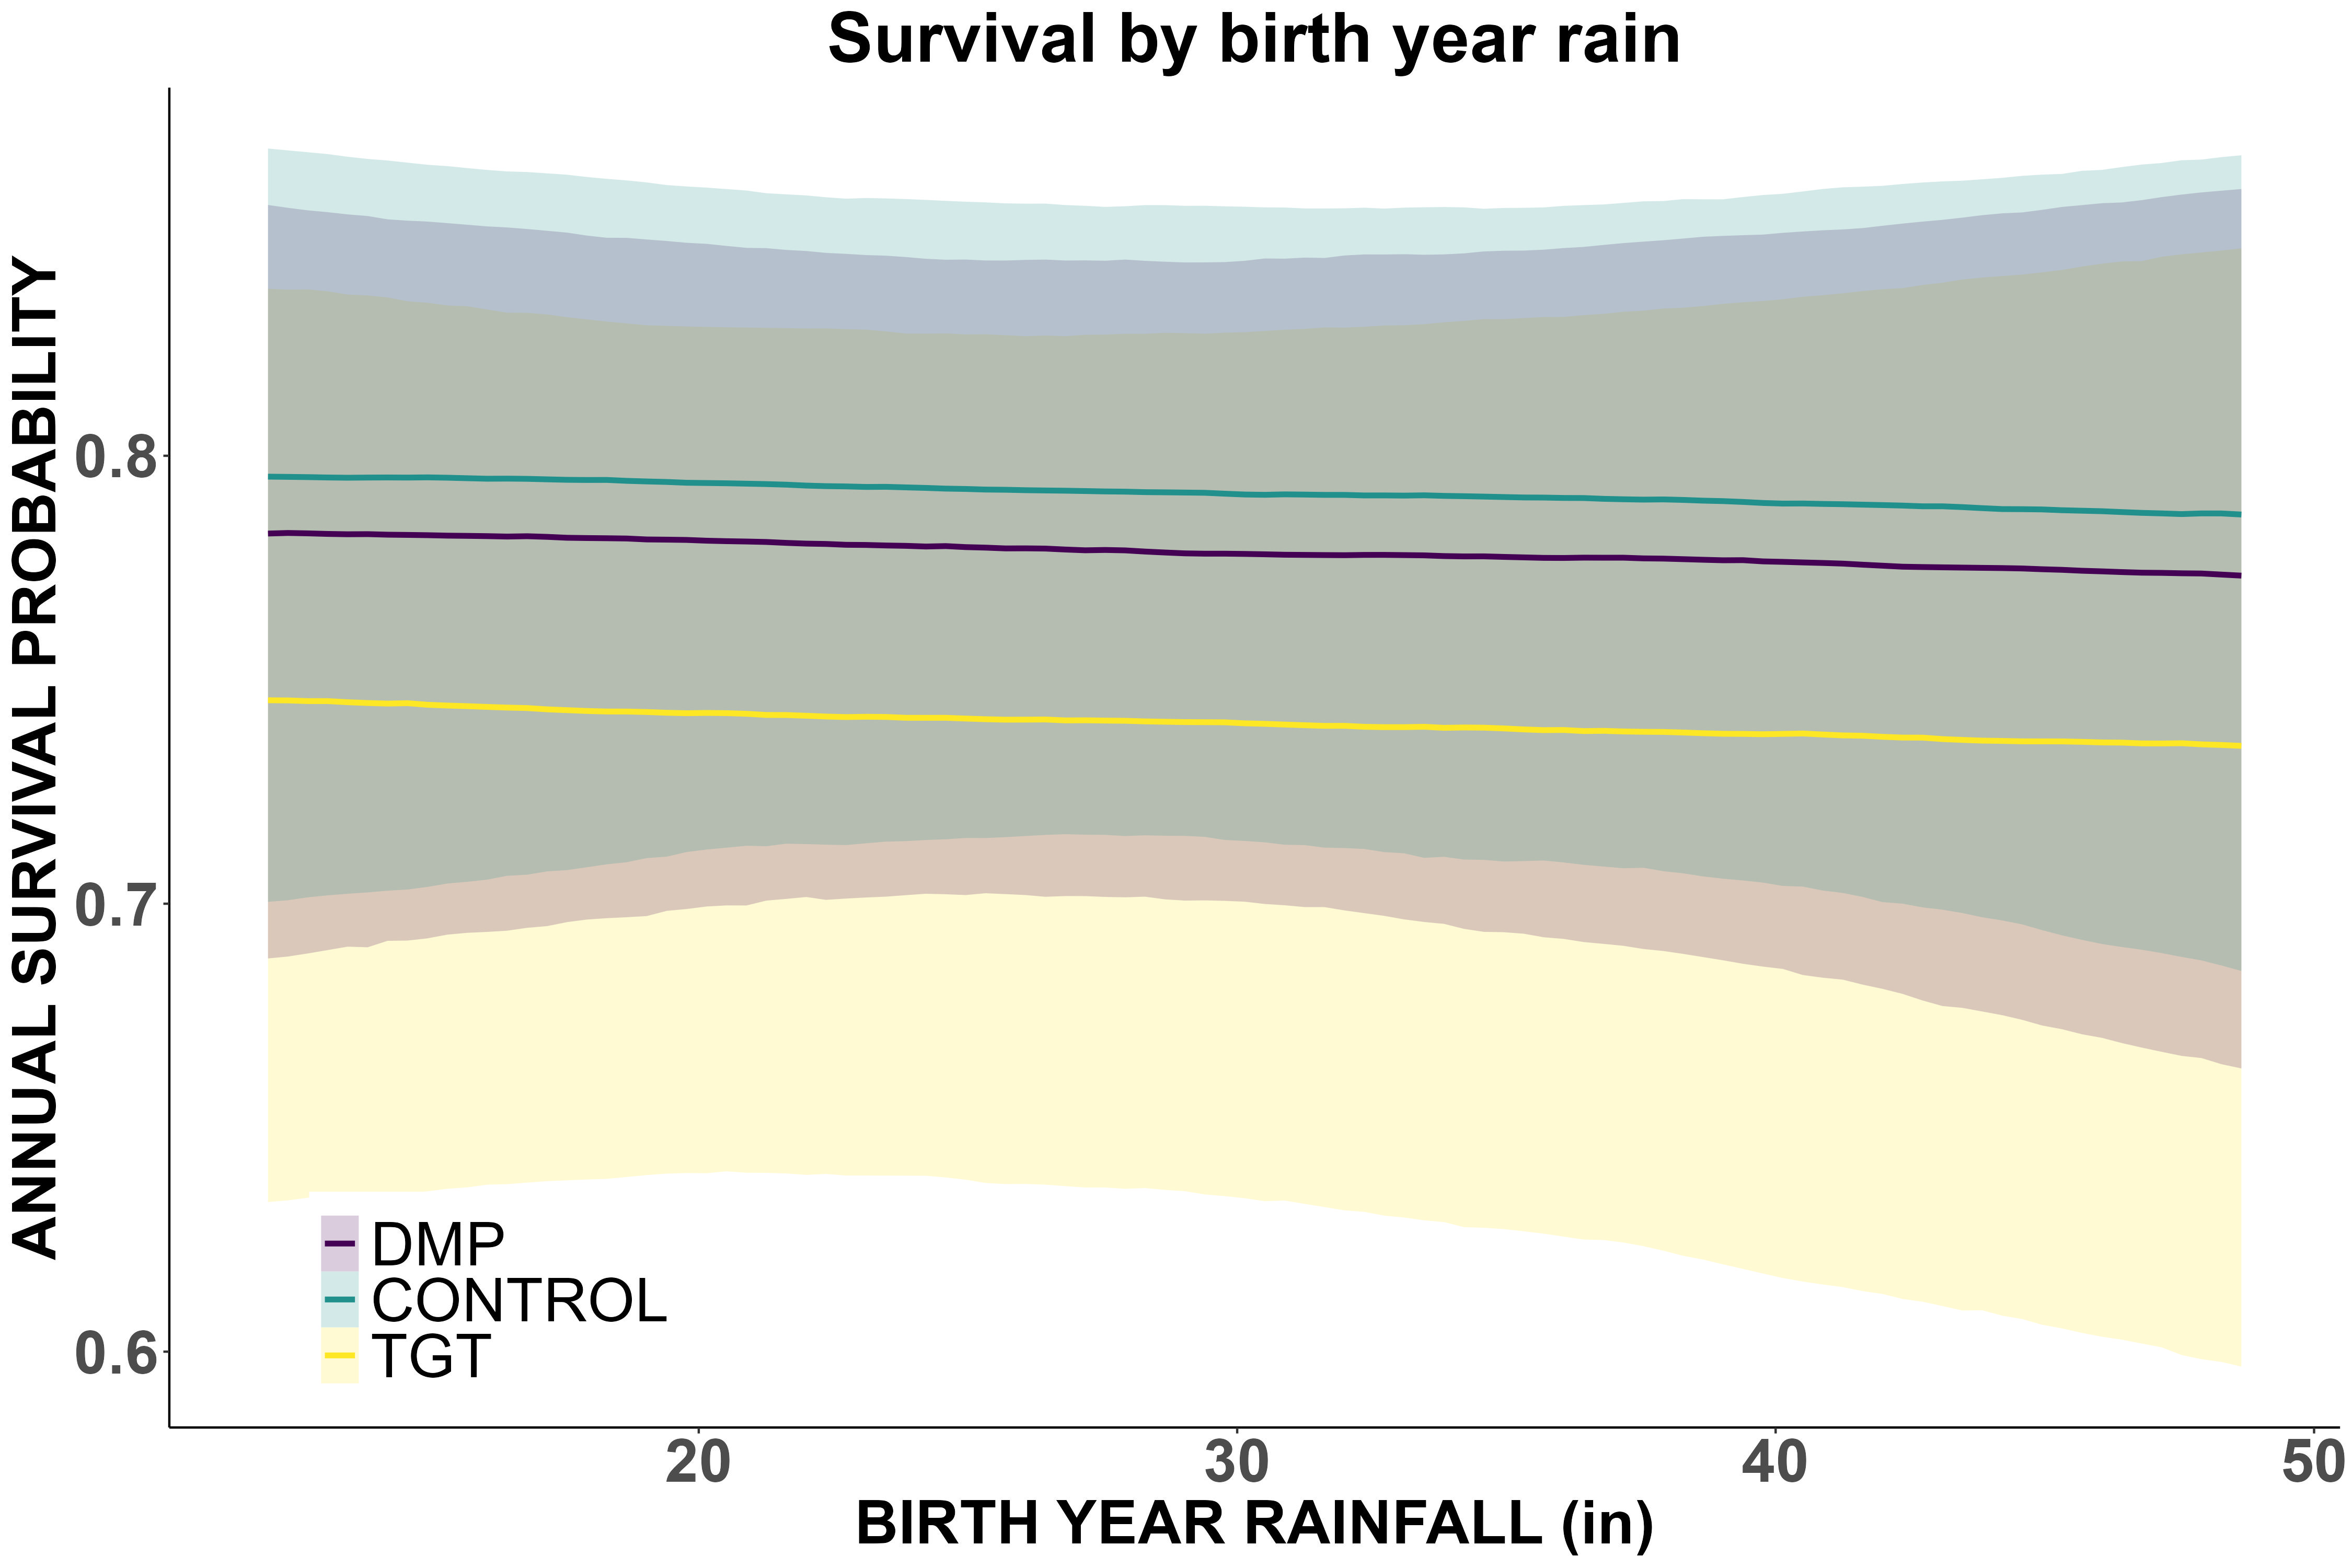 Survival by birth year rain
ANNUAL SURVIVAL PROBABILITY
0.8
0.7
0.6
DMP
CONTROL
TGT
20 30 40 50
BIRTH YEAR RAINFALL (in)